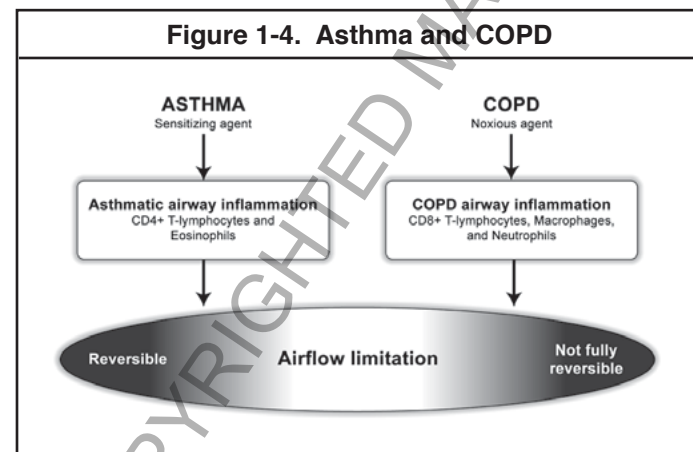 Figure 1-4. Asthma and COPD
ASTHMA
Sensitizing agent
COPD
Noxious agent
Asthmatic airway inflammation
CD4+ T-lymphocytes and
Eosinophils
COPD airway inflammation
CD8+ T-lymphocytes, Macrophages,
and Neutrophils
Reversible
Airflow limitation
Not fully
reversible